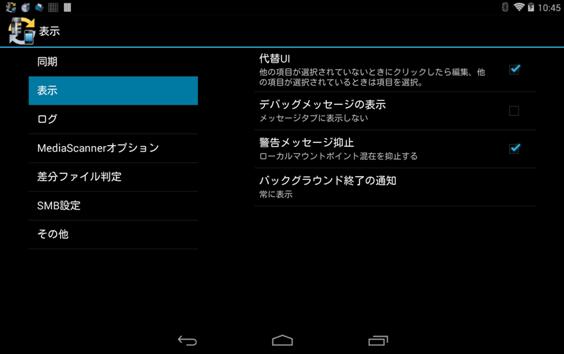 10:45
表示
同期
表示
ログ
MediaScannerオプション
差分ファイル判定
SMB設定
その他
代替UI
他の項目が選択されていないときにクリックしたら編集、他
の項目が選択されているときは項目を選択。
デバッグメッセージの表示
メッセージタブに表示しない
警告メッセージ抑止
ローカルマウントポイント混在を抑止する
バックグラウンド終了の通知
常に表示